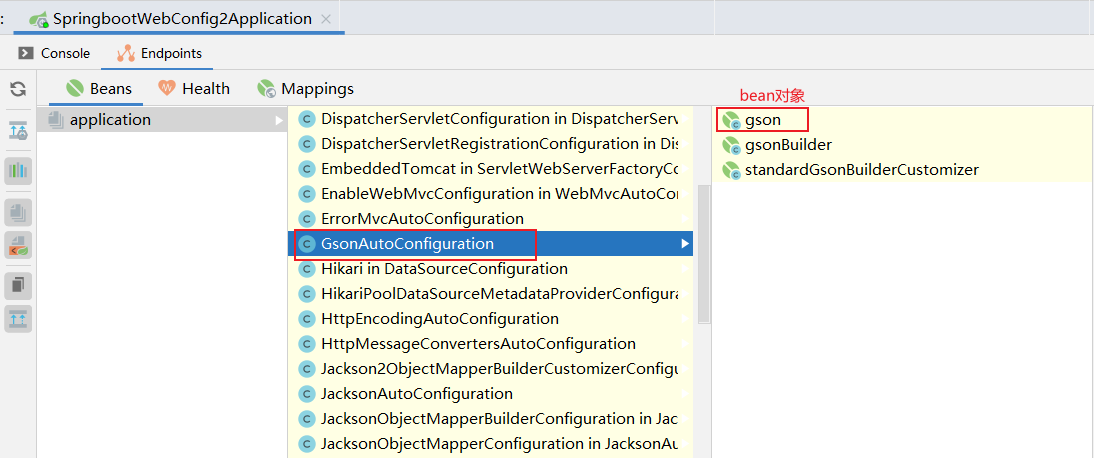 :
SpringbootWebConfig2Application
Console
Endpoints
Beans
Health
Mappings
application
DispatcherServletConfiguration in DispatcherServ
DispatcherServletRegistrationConfiguration in Dis
EmbeddedTomcat in ServletWebServerFactoryCo
EnableWebMvcConfiguration in WebMvcAutoCon
ErrorMvcAutoConfiguration
GsonAutoConfiguration
Hikari in DataSourceConfiguration
HikariPoolDataSourceMetadataProviderConfigura
HttpEncodingAutoConfiguration
HttpMessageConvertersAutoConfiguration
Jackson2ObjectMapperBuilderCustomizerConfigu
JacksonAutoConfiguration
JacksonObjectMapperBuilderConfiguration in Jac
JacksonObjectMapperConfiguration in JacksonAu
bean对象
gson
gsonBuilder
standardGsonBuilderCustomizer